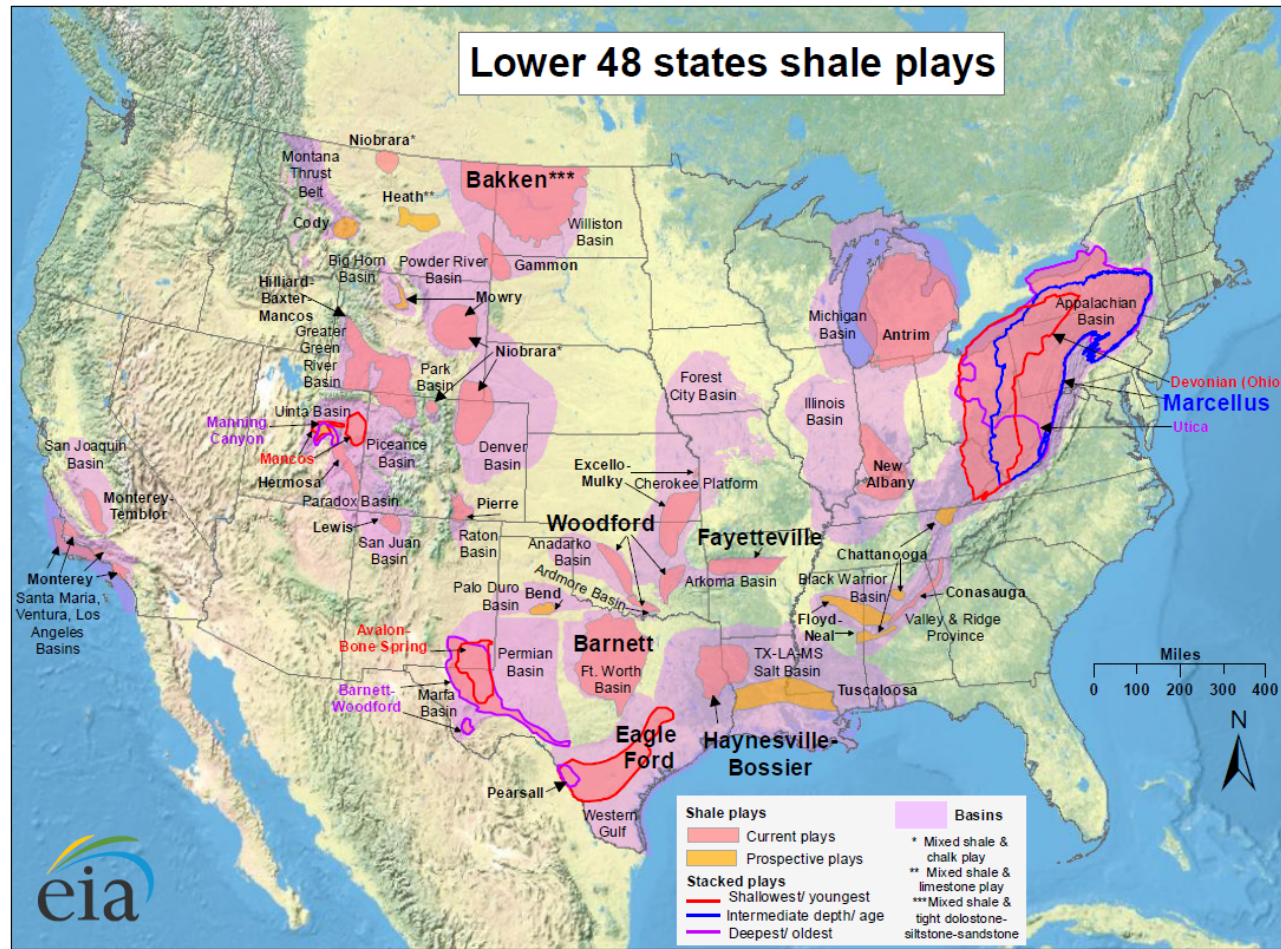 Lower 48 states shale plays
Niobrara*
Montana
Thrust
Belt
Bakken***
Heath**
Cody
Williston
Basin
Big Horn
Basin
Powder River
Basin
Gammon
Hilliard-
Baxter-
Mancos
Mowry
Greater
Green
River
Basin
Niobrara*
Park
Basin
Michigan
Basin
Antrim
Appalachian
Basin
Forest
City Basin
Illinois
Basin
Devonian (Ohio
Marcellus
Utica
Uinta Basin
Manning
Canyon
Mancos
Piceance
Basin
Denver
Basin
San Joaquin
Basin
Hermosa
Paradox Basin
Monterey-
Temblor
Excello-
Mulky
Cherokee Platform
New
Albany
Pierre
Lewis
San Juan
Basin
Raton
Basin
Woodford
Anadarko
Basin
Fayetteville
Arkoma Basin
Chattanooga
Black Warrior
Basin
Conasauga
Monterey
Santa Maria,
Ventura, Los
Angeles
Basins
Palo Duro
Basin
Bend
Ardmore Basin
Floyd-
Neal
Valley & Ridge
Province
Avalon-
Bone Spring
Permian
Basin
Barnett
Ft. Worth
Basin
TX-LA-MS
Salt Basin
Tuscaloosa
Barnett-
Woodford
Marfa
Basin
Eagle
Ford
Haynesville-
Bossier
Pearsall
Western
Gulf
Miles
0 100 200 300 400
N
Shale plays
Current plays
Prospective plays
Stacked plays
Shallowest/ youngest
Intermediate depth/ age
Deepest/ oldest
Basins
* Mixed shale &
chalk play
** Mixed shale &
limestone play
***Mixed shale &
tight dolostone-
siltstone-sandstone
eia